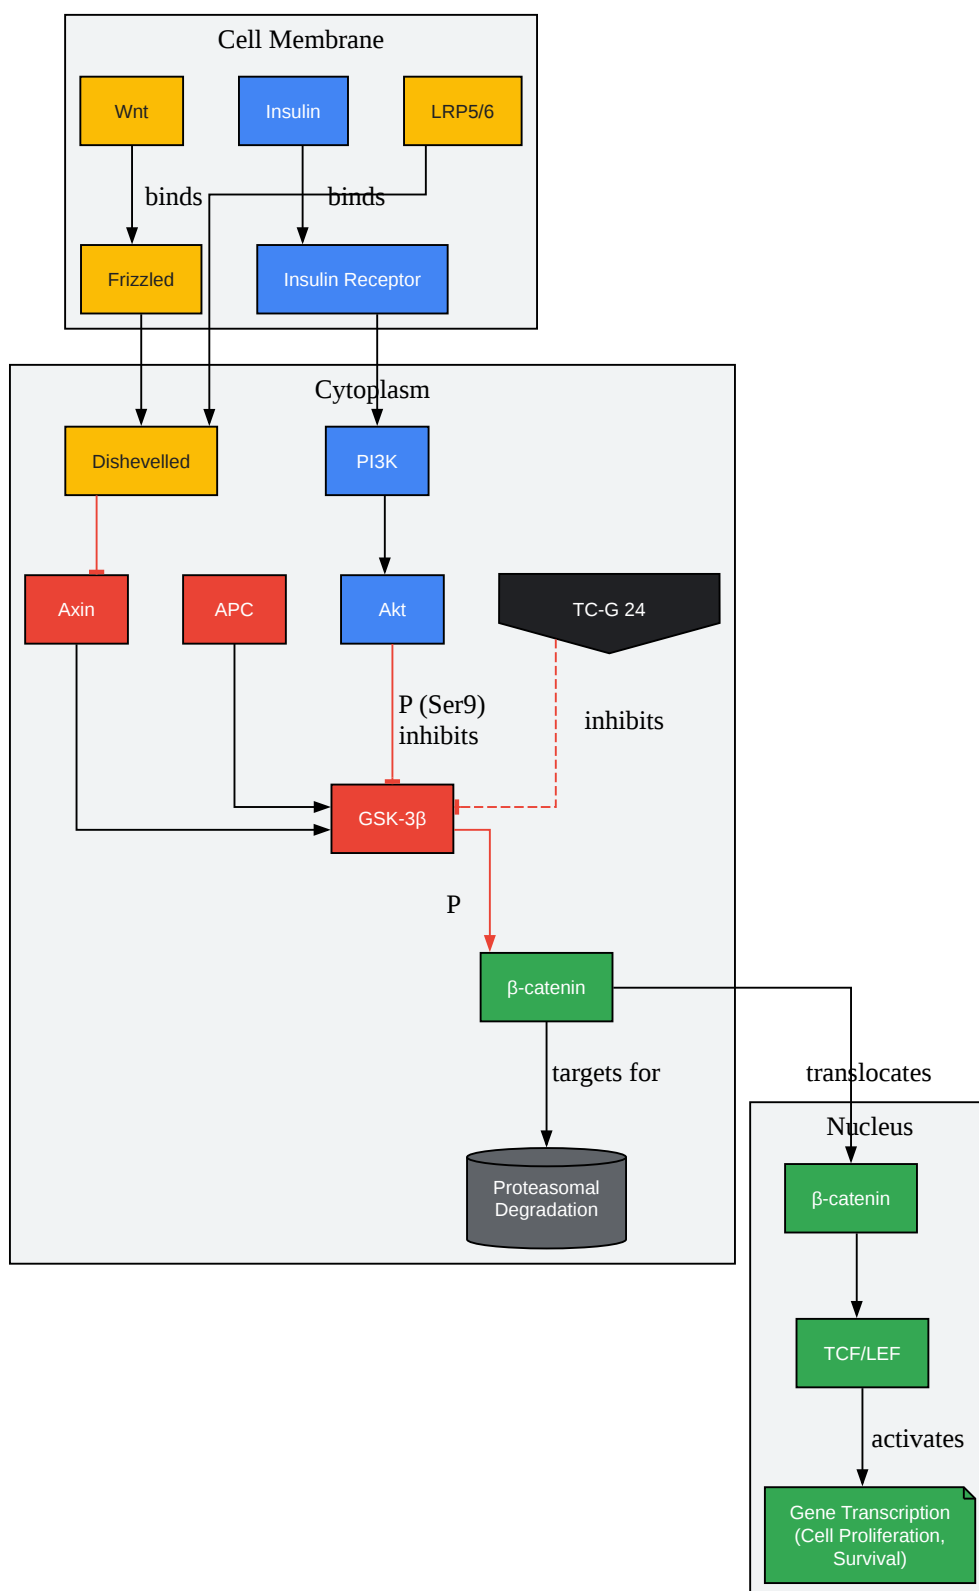 Cell Membrane
Wnt
Insulin
LRP5/6
binds
binds
Frizzled
Insulin Receptor
Cytoplasm
Dishevelled
PI3K
Axin
APC
Akt
TC-G 24
P (Ser9)
inhibits
inhibits
GSK-3β
P
β-catenin
targets for
translocates
Nucleus
Proteasomal
Degradation
β-catenin
TCF/LEF
activates
Gene Transcription
(Cell Proliferation,
Survival)